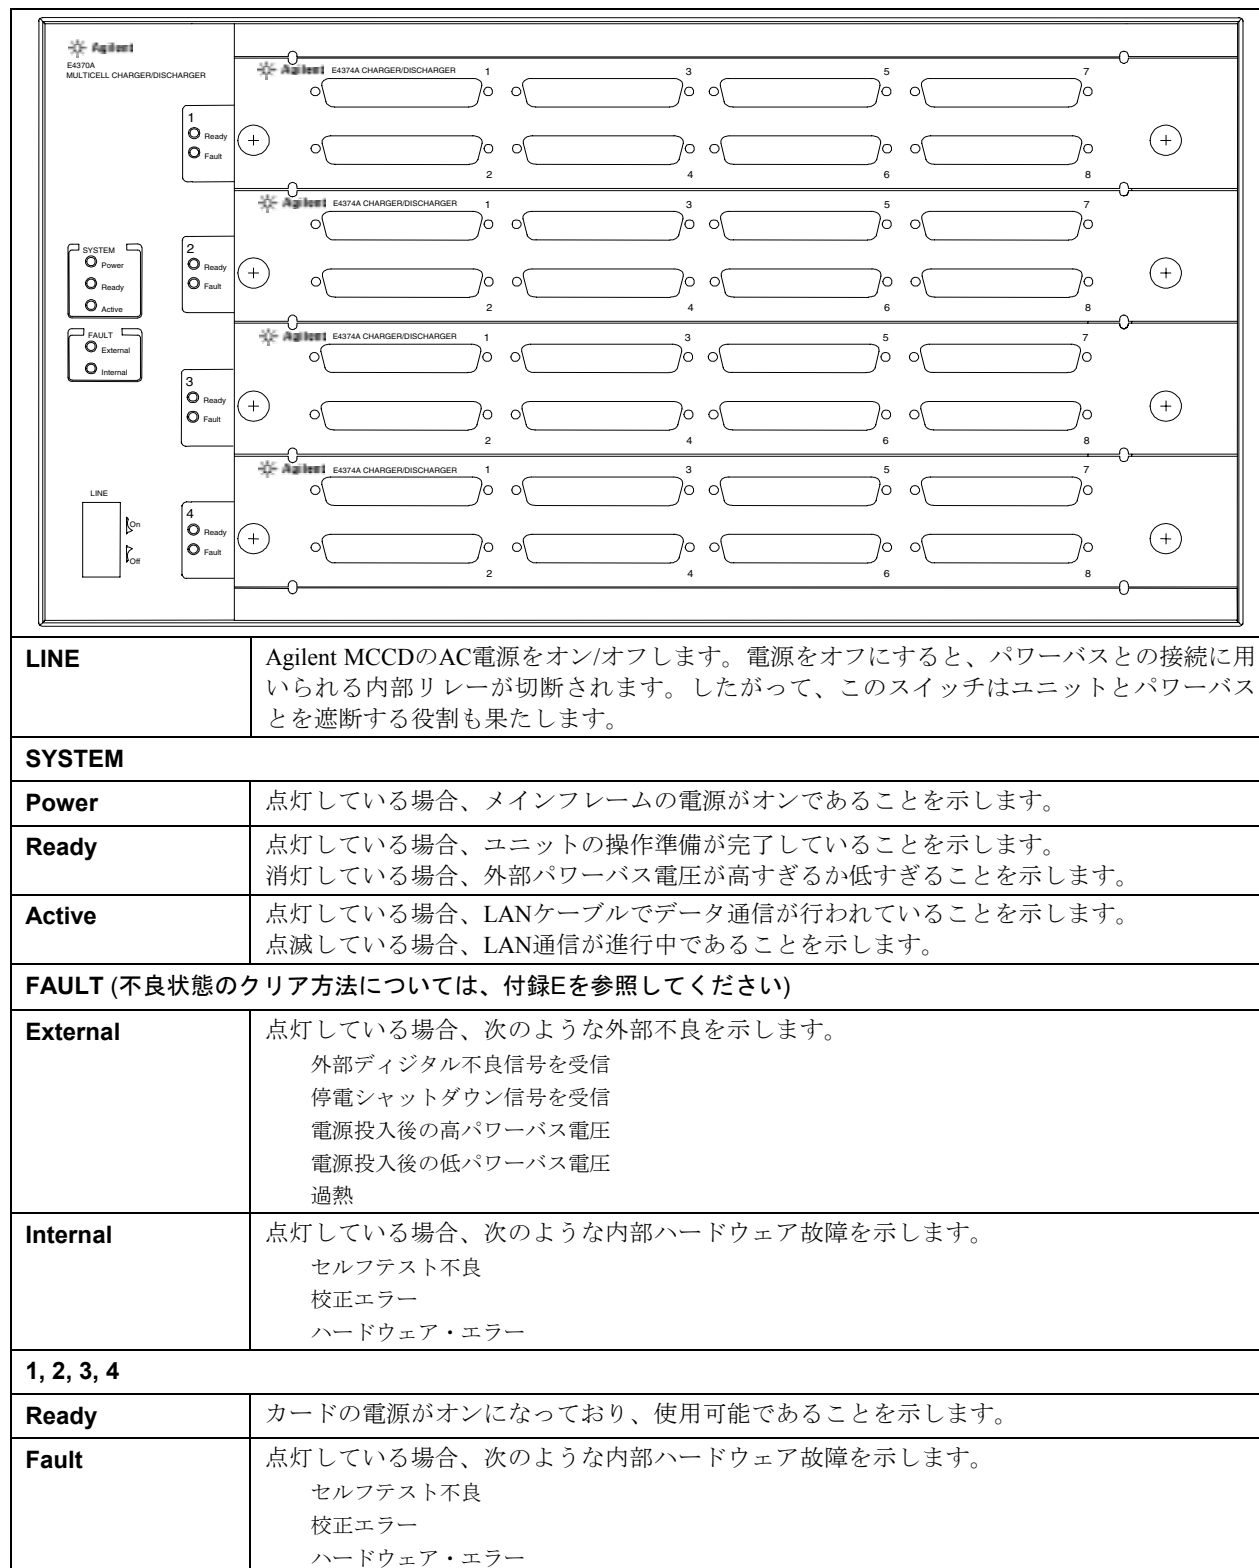 Agilent
E4370A
MULTICELL CHARGER/DISCHARGER
Agilent E4374A CHARGER/DISCHARGER 1 3 5 7
1
Ready
Fault
2 4 6 8
Agilent E4374A CHARGER/DISCHARGER 1 3 5 7
SYSTEM
Power
Ready
Active
2
Ready
Fault
2 4 6 8
FAULT
External
Internal
Agilent E4374A CHARGER/DISCHARGER 1 3 5 7
3
Ready
Fault
2 4 6 8
Agilent E4374A CHARGER/DISCHARGER 1 3 5 7
LINE
On
Off
4
Ready
Fault
2 4 6 8
LINE
Agilent MCCDのAC電源をオン/オフします。電源をオフにすると、パワーバスとの接続に用
いられる内部リレーが切断されます。したがって、このスイッチはユニットとパワーバス
とを遮断する役割も果たします。
SYSTEM
Power
点灯している場合、メインフレームの電源がオンであることを示します。
Ready
点灯している場合、ユニットの操作準備が完了していることを示します。
消灯している場合、外部パワーバス電圧が高すぎるか低すぎることを示します。
Active
点灯している場合、LANケーブルでデータ通信が行われていることを示します。
点滅している場合、LAN通信が進行中であることを示します。
FAULT (不良状態のクリア方法については、付録Eを参照してください)
External
点灯している場合、次のような外部不良を示します。
外部ディジタル不良信号を受信
停電シャットダウン信号を受信
電源投入後の高パワーバス電圧
電源投入後の低パワーバス電圧
過熱
Internal
点灯している場合、次のような内部ハードウェア故障を示します。
セルフテスト不良
校正エラー
ハードウェア・エラー
1, 2, 3, 4
Ready
カードの電源がオンになっており、使用可能であることを示します。
Fault
点灯している場合、次のような内部ハードウェア故障を示します。
セルフテスト不良
校正エラー
ハードウェア・エラー